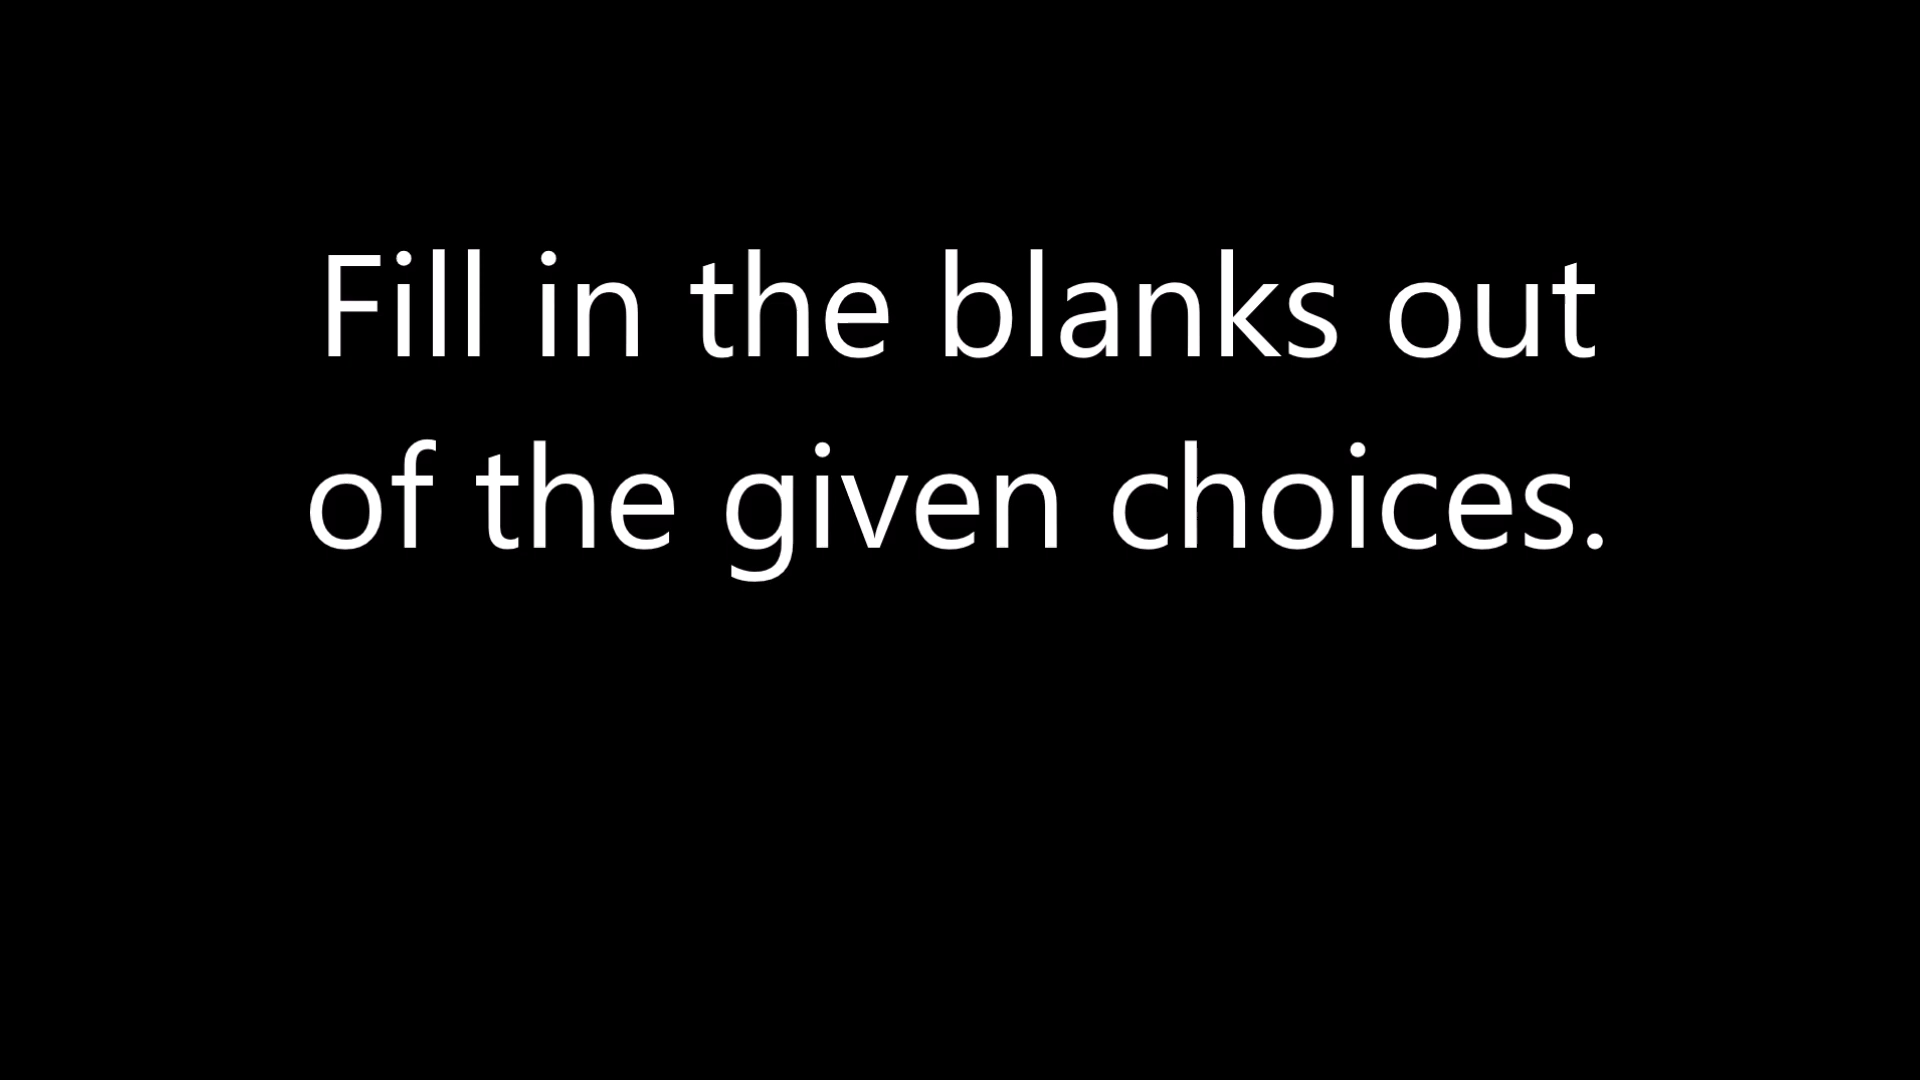 Fill in the blanks out
of the given choices.